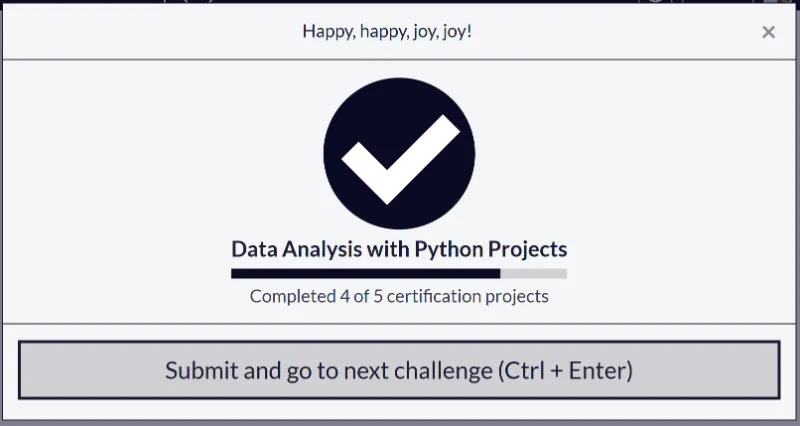 Happy, happy, joy, joy!
×
Data Analysis with Python Projects
Completed 4 of 5 certification projects
Submit and go to next challenge (Ctrl + Enter)